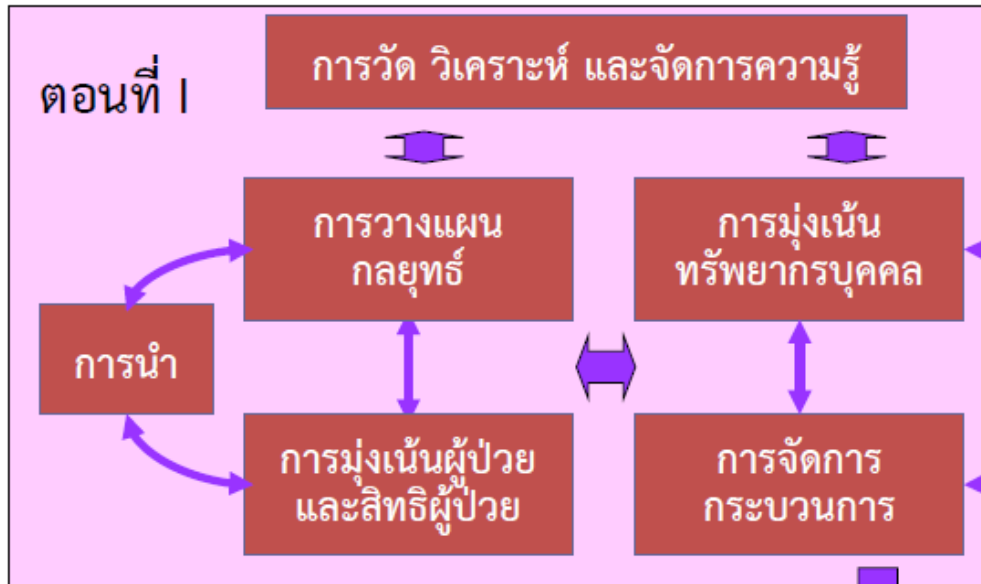 การวัด วิเคราะห์ และจัดการความรู้
ตอนที่ I
การวางแผน
กลยุทธ์
การมุ่งเน้น
ทรัพยากรบุคคล
การนำ
การมุ่งเน้นผู้ป่วย
และสิทธิผู้ป่วย
การจัดการ
กระบวนการ